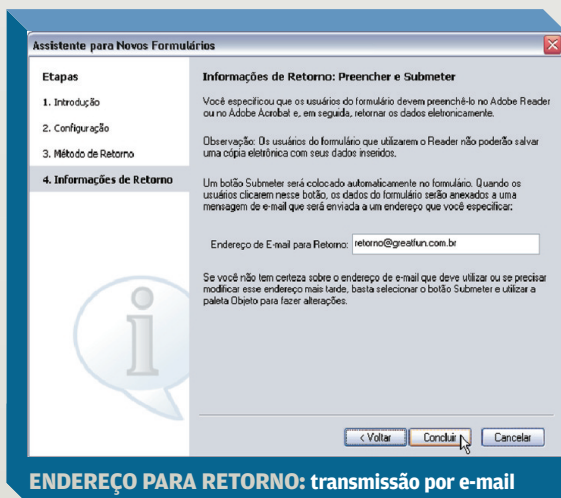 Assistente para Novos Formulários
Etapas
1. Introdução
2. Configuração
3. Método de Retorno
4. Informações de Retorno
Informações de Retorno: Preencher e Submeter
Você especificou que os usuários do formulário devem preenchê-lo no Adobe Reader
ou no Adobe Acrobat e, em seguida, retornar os dados eletronicamente.
Observação: Os usuários do formulário que utilizarem o Reader não poderão salvar
uma cópia eletrônica com seus dados inseridos.
Um botão Submeter será colocado automaticamente no formulário. Quando os
usuários clicarem nesse botão, os dados do formulário serão anexados a uma
mensagem de e-mail que será enviada a um endereço que você especificar:
Endereço de E-mail para Retorno: retorno@greatfun.com.br
Se você não tem certeza sobre o endereço de e-mail que deve utilizar ou se precisar
modificar esse endereço mais tarde, basta selecionar o botão Submeter e utilizar a
paleta Objeto para fazer alterações.
< Voltar Concluir Cancelar
ENDEREÇO PARA RETORNO: transmissão por e-mail